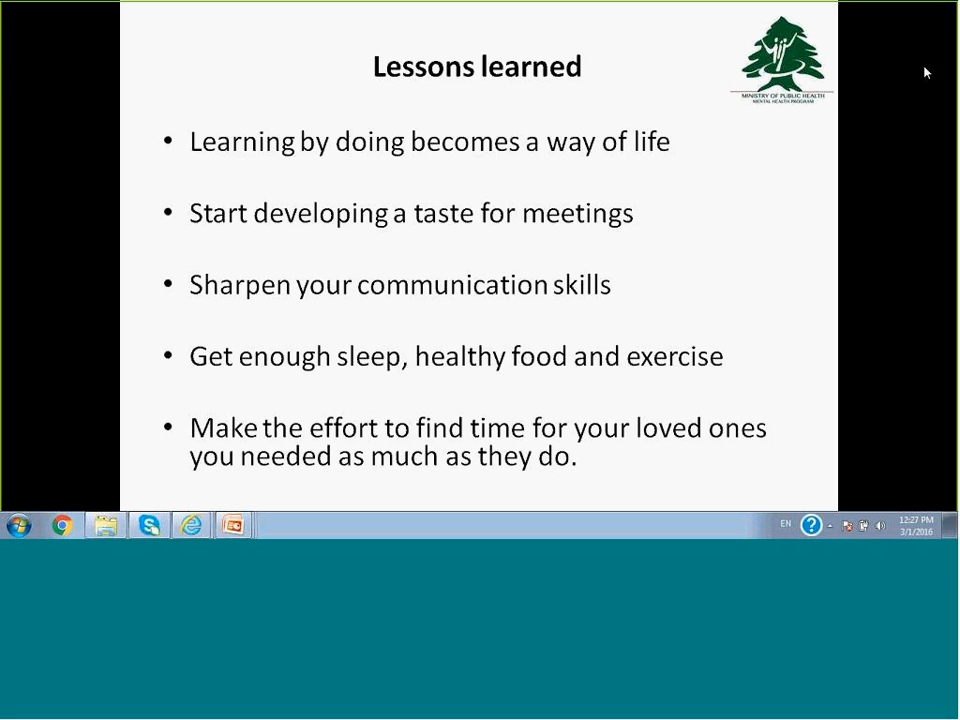 Lessons learned
MINISTRY OF PUBLIC HEALTH
MENTAL HEALTH PROGRAM
• Learning by doing becomes a way of life
• Start developing a taste for meetings
• Sharpen your communication skills
• Get enough sleep, healthy food and exercise
• Make the effort to find time for your loved ones
you needed as much as they do.
EN
12:27 PM
3/1/2016